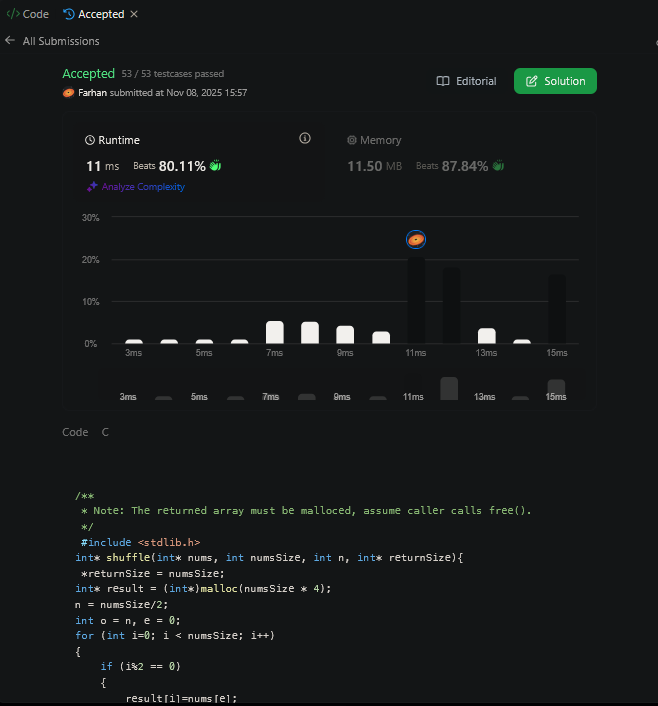 Code Accepted
All Submissions
Accepted 53 / 53 testcases passed
Farhan submitted at Nov 08, 2025 15:57
Editorial
Solution
Runtime
11 ms Beats 80.11%
Analyze Complexity
Memory
11.50 MB Beats 87.84%
30%
20%
10%
0%
3ms 5ms 7ms 9ms 11ms 13ms 15ms
3ms 5ms 7ms 9ms 11ms 13ms 15ms
Code C
/**
 * Note: The returned array must be malloced, assume caller calls free().
 */
 #include <stdlib.h>
int* shuffle(int* nums, int numsSize, int n, int* returnSize){
 *returnSize = numsSize;
int* result = (int*)malloc(numsSize * 4);
n = numsSize/2;
int o = n, e = 0;
for (int i=0; i < numsSize; i++)
{
    if (i%2 == 0)
    {
        result[i]=nums[e];